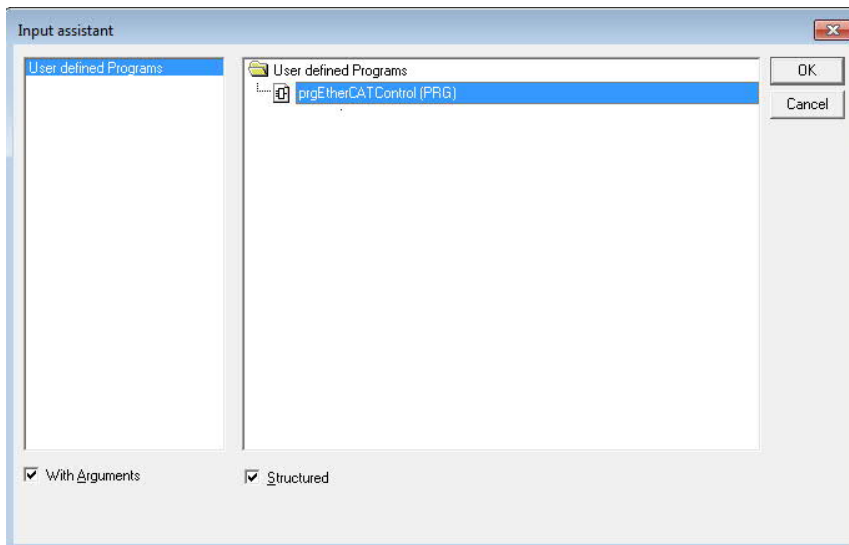 Input assistant
User defined Programs
User defined Programs
prgEtherCATControl (PRG)
OK
Cancel
With Arguments
Structured